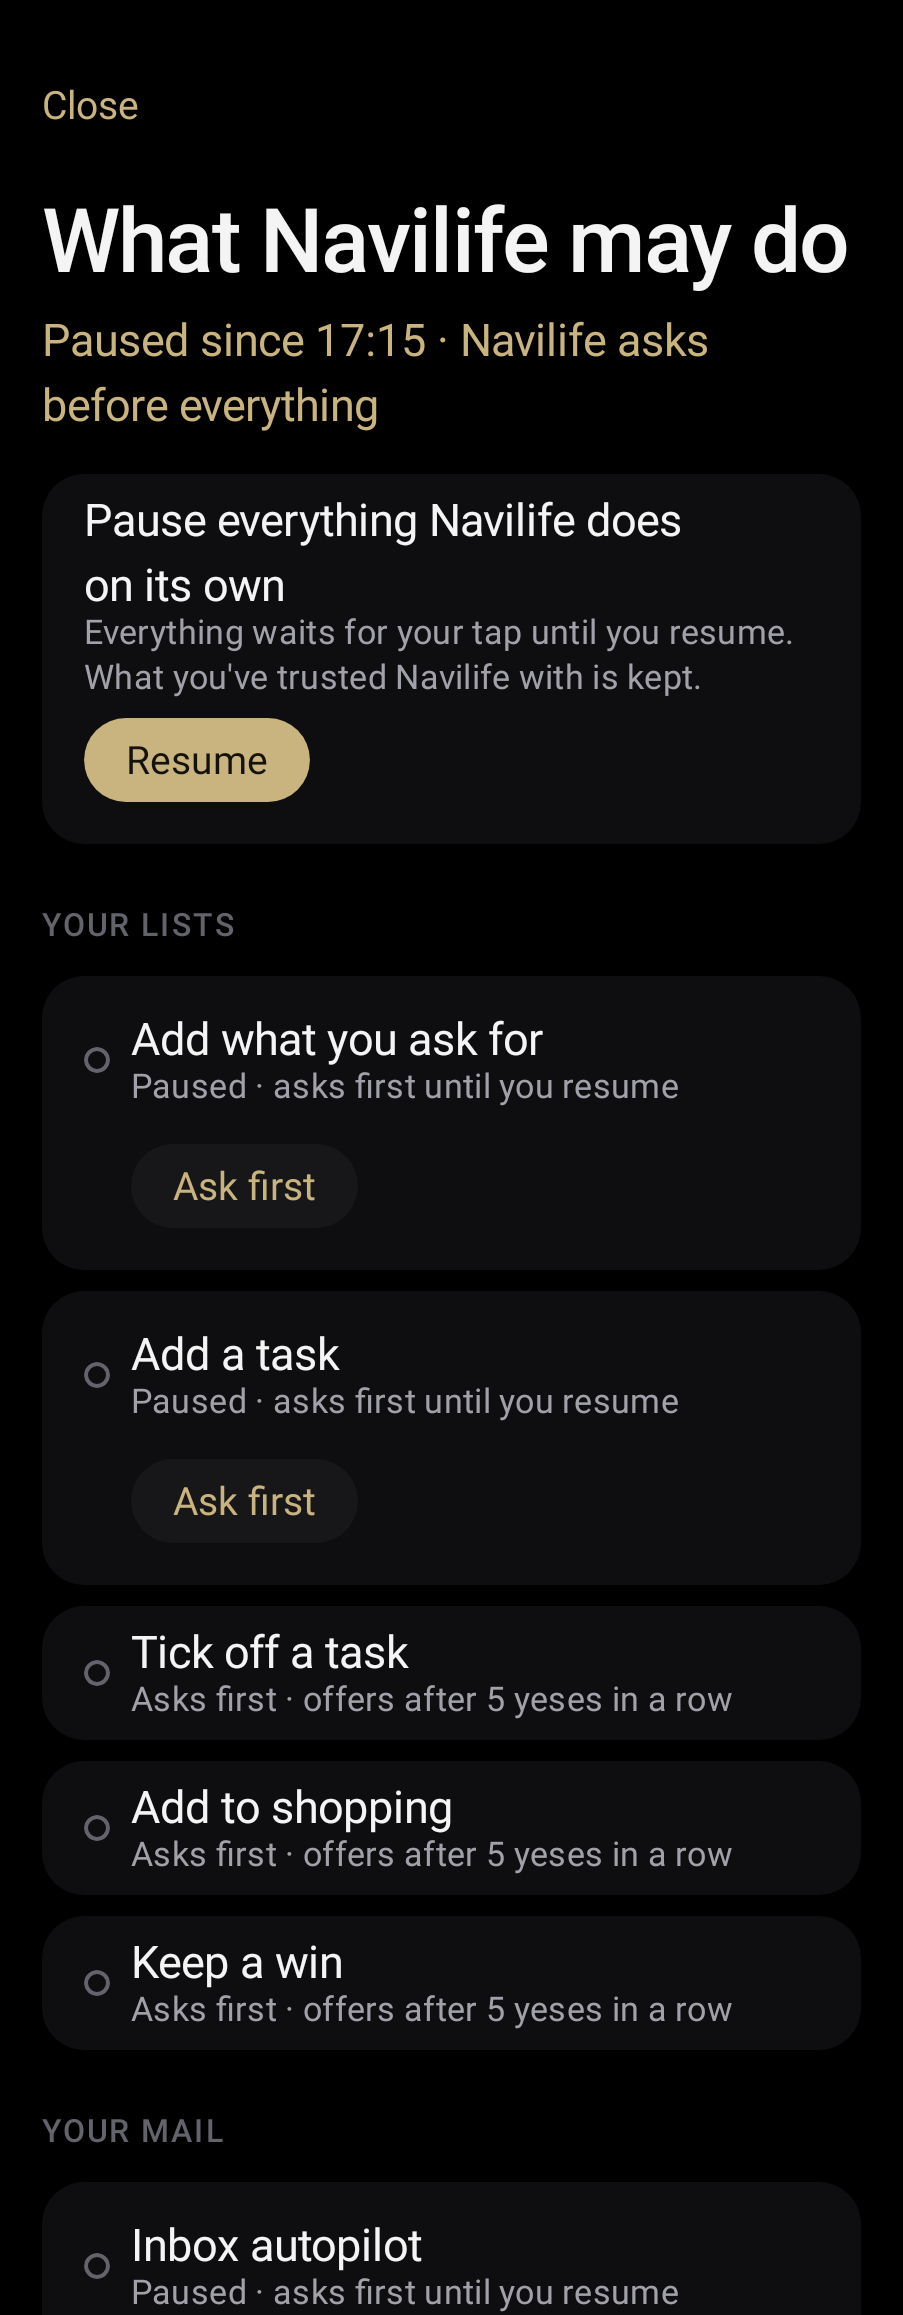 Close
What Navilife may do
Paused since 17:15 · Navilife asks
before everything
Pause everything Navilife does
on its own
Everything waits for your tap until you resume.
What you've trusted Navilife with is kept.
Resume
YOUR LISTS
Add what you ask for
Paused · asks first until you resume
Ask first
Add a task
Paused · asks first until you resume
Ask first
Tick off a task
Asks first · offers after 5 yeses in a row
Add to shopping
Asks first · offers after 5 yeses in a row
Keep a win
Asks first · offers after 5 yeses in a row
YOUR MAIL
Inbox autopilot
Paused · asks first until you resume